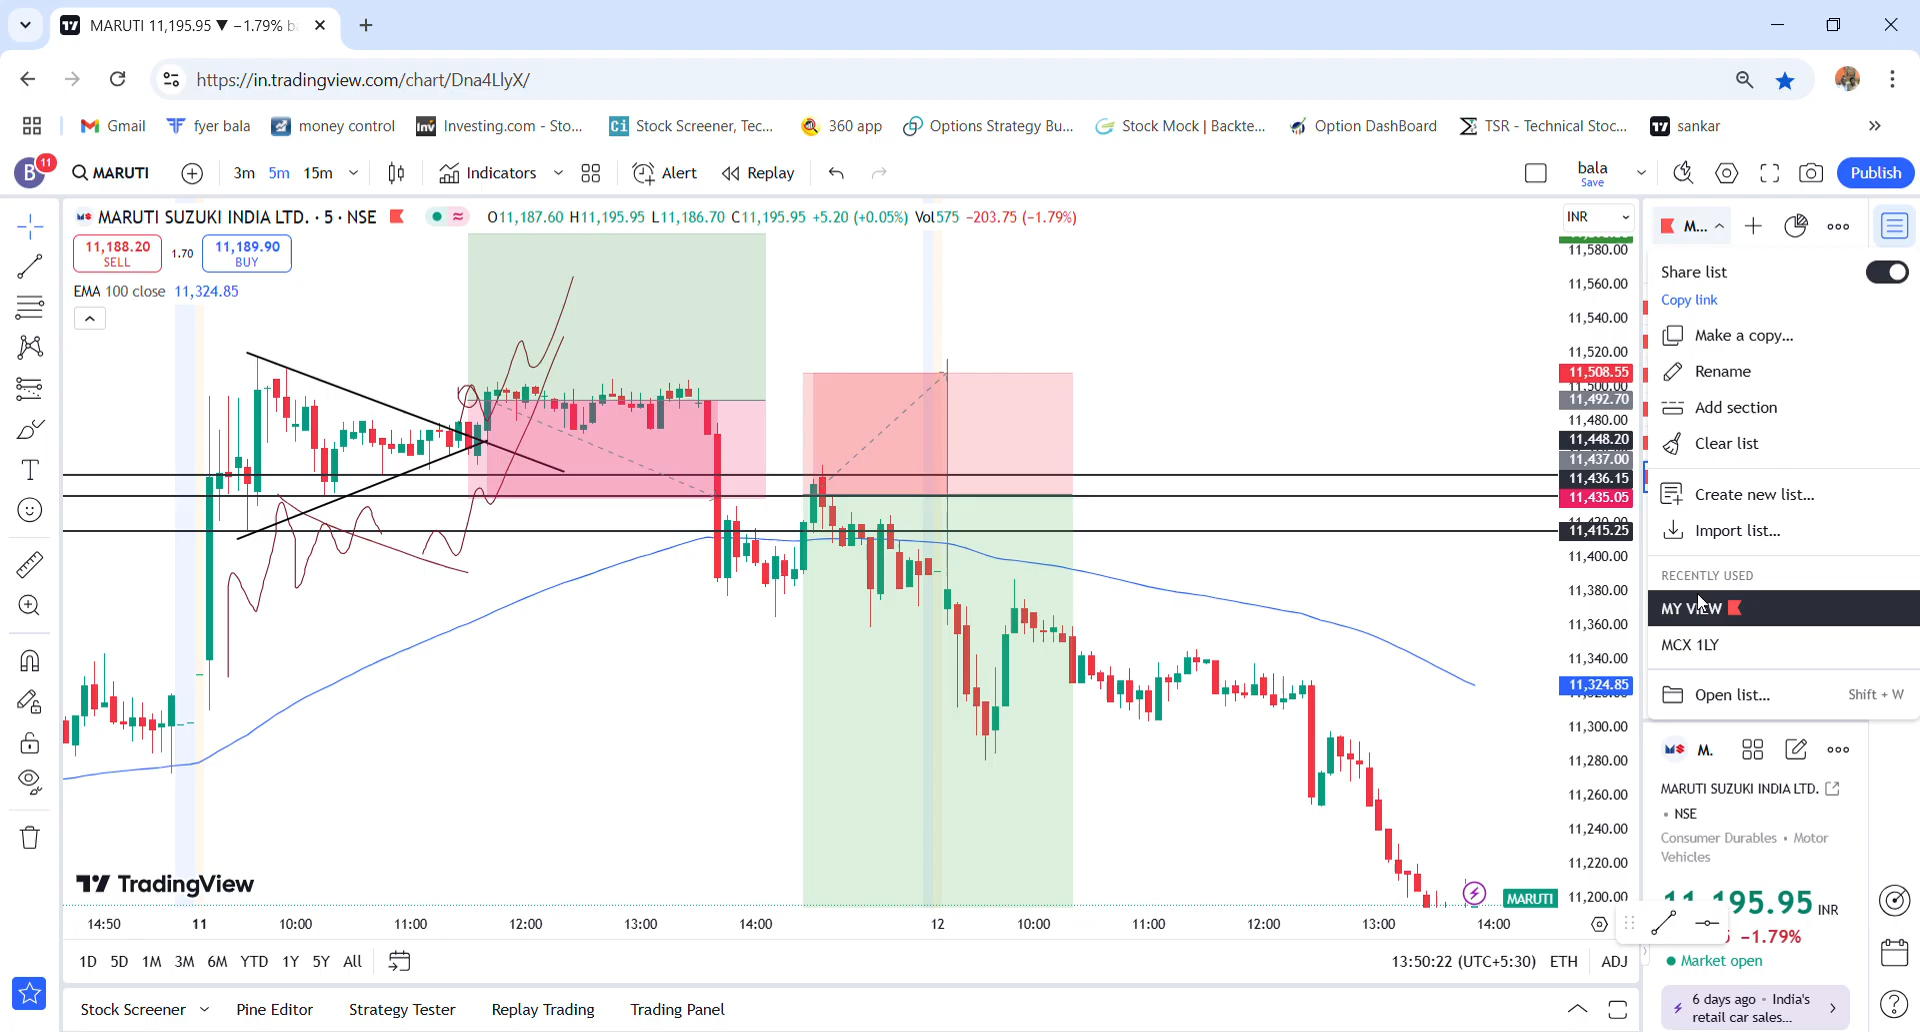 MARUTI 11,195.95 ▼ −1.79% b
https://in.tradingview.com/chart/Dna4LlyX/
Gmail
fyer bala
money control
Investing.com - Sto...
Stock Screener, Tec...
360 app
Options Strategy Bu...
Stock Mock | Backte...
Option DashBoard
TSR - Technical Stoc...
sankar
B 11
MARUTI
3m 5m 15m
Indicators
Alert
Replay
bala
Save
Publish
MARUTI SUZUKI INDIA LTD. · 5 · NSE
O11,187.60 H11,195.95 L11,186.70 C11,195.95 +5.20 (+0.05%) Vol575 −203.75 (−1.79%)
11,188.20
SELL
1.70
11,189.90
BUY
EMA 100 close 11,324.85
INR
11,580.00
11,560.00
11,540.00
11,520.00
11,508.55
11,500.00
11,492.70
11,480.00
11,448.20
11,437.00
11,436.15
11,435.05
11,415.25
11,400.00
11,380.00
11,360.00
11,340.00
11,324.85
11,300.00
11,280.00
11,260.00
11,240.00
11,220.00
11,200.00
MARUTI
TradingView
14:50 11 10:00 11:00 12:00 13:00 14:00 12 10:00 11:00 12:00 13:00 14:00
1D 5D 1M 3M 6M YTD 1Y 5Y All
13:50:22 (UTC+5:30) ETH ADJ
Stock Screener
Pine Editor
Strategy Tester
Replay Trading
Trading Panel
M...
Share list
Copy link
Make a copy...
Rename
Add section
Clear list
Create new list...
Import list...
RECENTLY USED
MY VIEW
MCX 1LY
Open list... Shift + W
M.
MARUTI SUZUKI INDIA LTD.
• NSE
Consumer Durables • Motor
Vehicles
11,195.95 INR
−1.79%
Market open
6 days ago • India's
retail car sales...